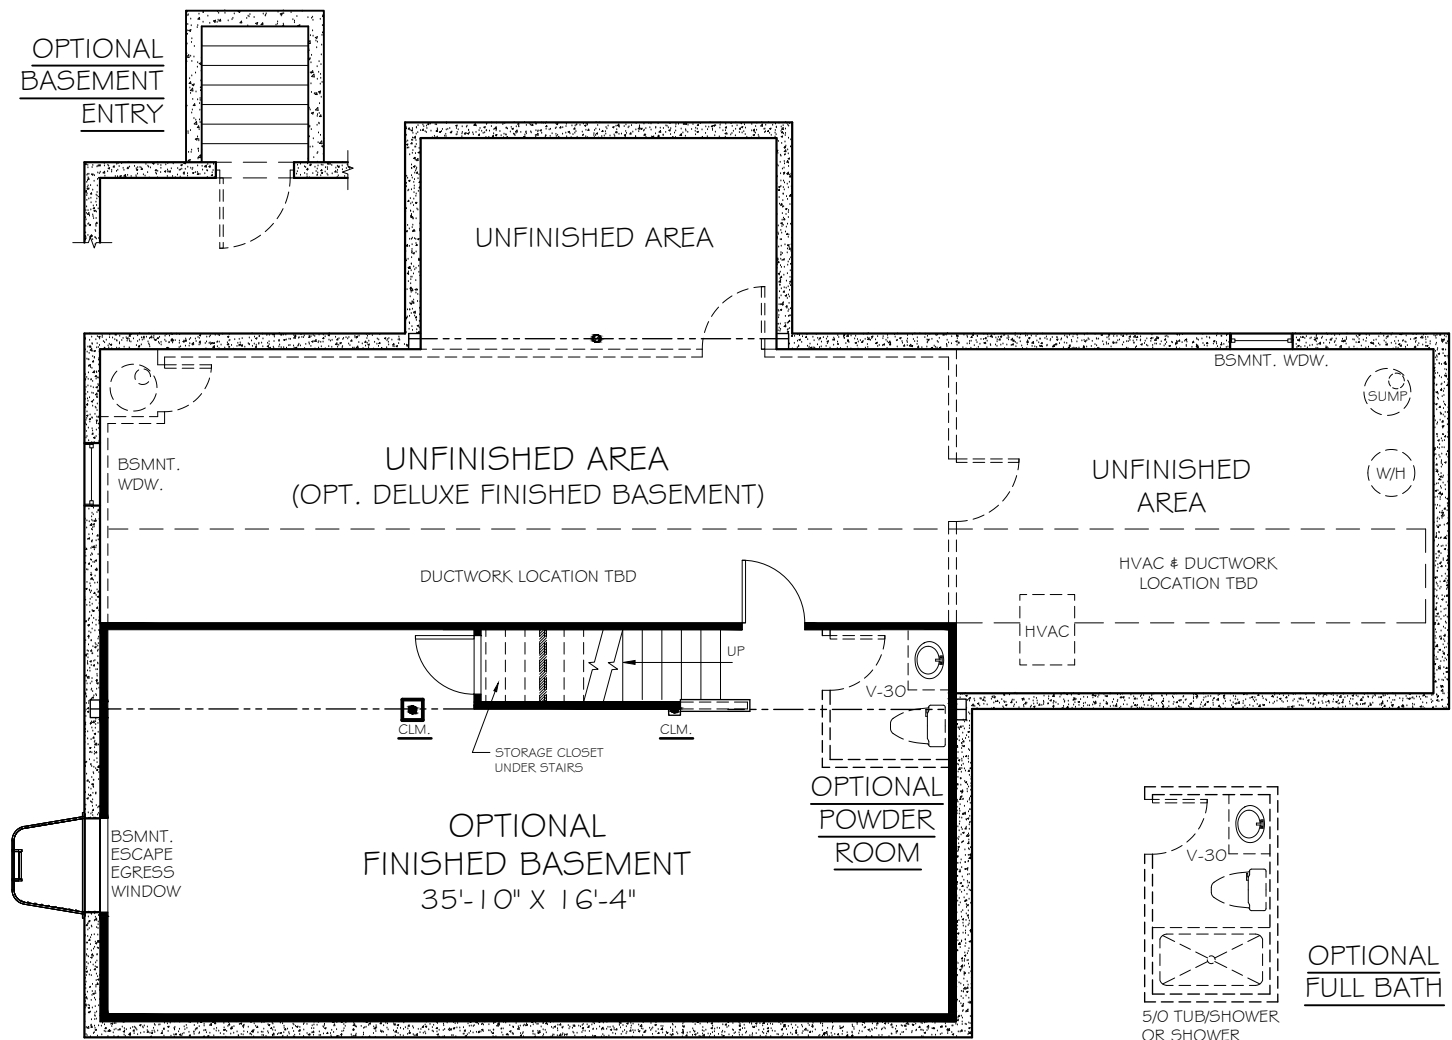 OPTIONAL
BASEMENT
ENTRY
UNFINISHED AREA
BSMNT. WDW.
SUMP
BSMNT.
WDW.
UNFINISHED AREA
(OPT. DELUXE FINISHED BASEMENT)
UNFINISHED
AREA
W/H
DUCTWORK LOCATION TBD
HVAC & DUCTWORK
LOCATION TBD
HVAC
UP
V-30
CLM.
CLM.
STORAGE CLOSET
UNDER STAIRS
OPTIONAL
POWDER
ROOM
BSMNT.
ESCAPE
EGRESS
WINDOW
OPTIONAL
FINISHED BASEMENT
35'-10" X 16'-4"
V-30
OPTIONAL
FULL BATH
5/0 TUB/SHOWER
OR SHOWER